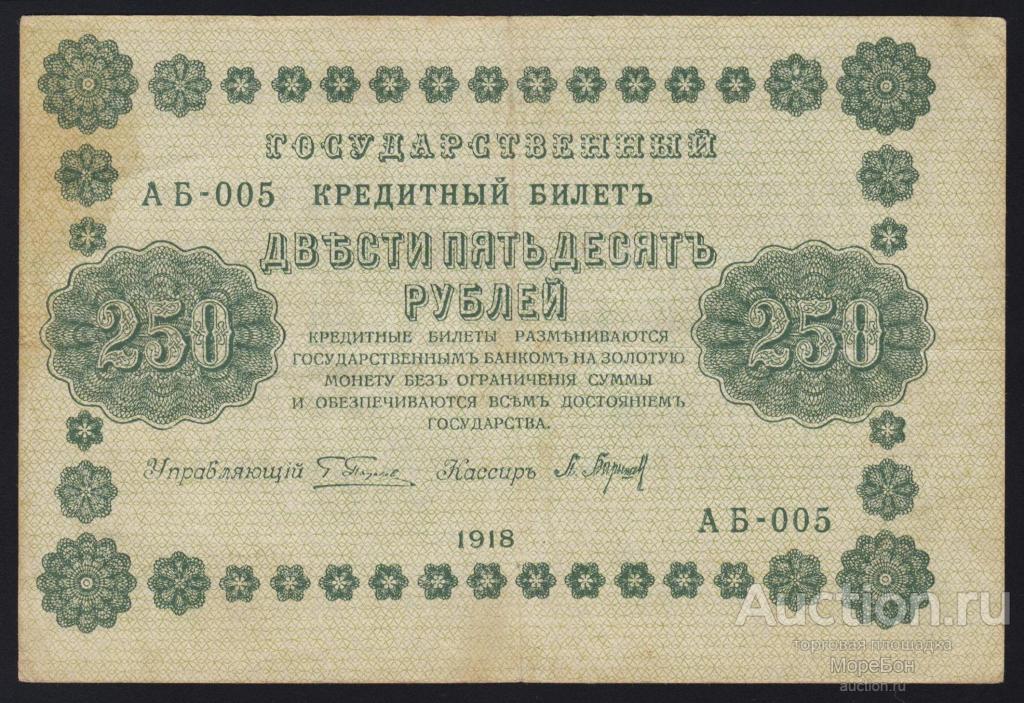 ГОСУДАРСТВЕННЫЙ
АБ-005 КРЕДИТНЫЙ БИЛЕТЪ
ДВѢСТИ ПЯТЬДЕСЯТЪ
РУБЛЕЙ
250
250
КРЕДИТНЫЕ БИЛЕТЫ РАЗМѢНИВАЮТСЯ
ГОСУДАРСТВЕННЫМЪ БАНКОМЪ НА ЗОЛОТУЮ
МОНЕТУ БЕЗЪ ОГРАНИЧЕНІЯ СУММЫ
И ОБЕЗПЕЧИВАЮТСЯ ВСѢМЪ ДОСТОЯНІЕМЪ
ГОСУДАРСТВА.
Управляющій Кассиръ
АБ-005
1918
Auction.ru
торговая площадка
МореБон
auction.ru